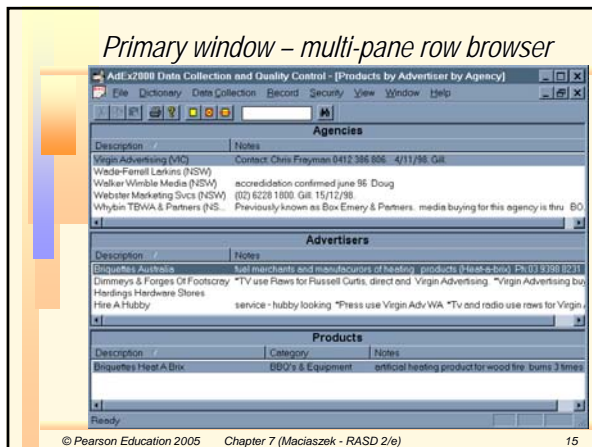 Primary window – multi-pane row browser
AdEx2000 Data Collection and Quality Control - [Products by Advertiser by Agency]
File Dictionary Data Collection Record Security View Window Help
Agencies
Description / Notes
Virgin Advertising (VIC) Contact: Chris Frayman 0412 386 806. 4/11/98. Gill.
Wade-Ferrell Larkins (NSW)
Walker Wimble Media (NSW) accredidation confirmed june 96 Doug
Webster Marketing Svcs (NSW) (02) 6228 1800. Gill. 15/12/98.
Whybin TBWA & Partners (NS... Previously known as Box Emery & Partners. media buying for this agency is thru BO.
Advertisers
Description / Notes
Briquettes Australia fuel merchants and manufacurors of heating products (Heat-a-brix) Ph:03 9398 8231
Dimmeys & Forges Of Footscray *TV use Raws for Russell Curtis, direct and Virgin Advertising. *Virgin Advertising buy
Hardings Hardware Stores
Hire A Hubby service - hubby looking *Press use Virgin Adv WA *Tv and radio use raws for Virgin
Products
Description / Category Notes
Briquettes Heat A Brix BBQ's & Equipment artificial heating product for wood fire burns 3 times
Ready
© Pearson Education 2005 Chapter 7 (Maciaszek - RASD 2/e) 15